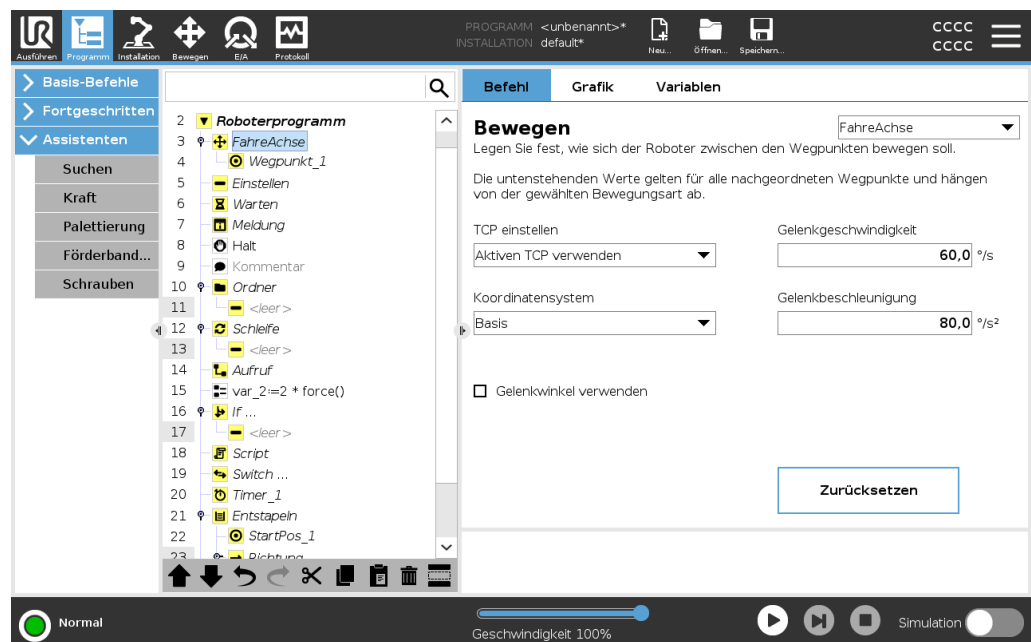 PROGRAMM <unbenannt>*
INSTALLATION default*
CCCC
CCCC
Ausführen Programm Installation Bewegen E/A Protokoll Neu... Öffnen... Speichern...
Basis-Befehle
Fortgeschritten
Assistenten
Suchen
Kraft
Palettierung
Förderband...
Schrauben
2 Roboterprogramm
3 FahreAchse
4 Wegpunkt_1
5 Einstellen
6 Warten
7 Meldung
8 Halt
9 Kommentar
10 Ordner
11 <leer>
12 Schleife
13 <leer>
14 Aufruf
15 var_2:=2 * force()
16 If ...
17 <leer>
18 Script
19 Switch ...
20 Timer_1
21 Entstapeln
22 StartPos_1
23 Richtung
Befehl Grafik Variablen
Bewegen FahreAchse
Legen Sie fest, wie sich der Roboter zwischen den Wegpunkten bewegen soll.
Die untenstehenden Werte gelten für alle nachgeordneten Wegpunkte und hängen
von der gewählten Bewegungsart ab.
TCP einstellen Gelenkgeschwindigkeit
Aktiven TCP verwenden 60,0 °/s
Koordinatensystem Gelenkbeschleunigung
Basis 80,0 °/s²
Gelenkwinkel verwenden
Zurücksetzen
Normal
Geschwindigkeit 100%
Simulation